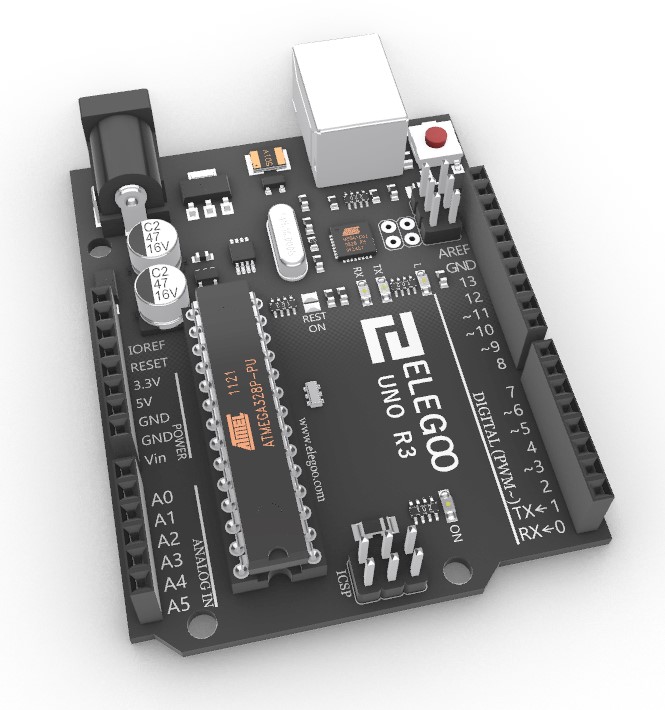 C2
47
16V
C2
47
16V
RX
TX
L
REST
ON
AREF
GND
13
12
~11
~10
~9
8
7
~6
~5
4
~3
2
TX←1
RX←0
DIGITAL (PWM~)
IOREF
RESET
3.3V
5V
GND
GND
Vin
POWER
A0
A1
A2
A3
A4
A5
ANALOG IN
1121
ATMEL
ATMEGA328P-PU
www.elegoo.com
ELEGOO
UNO R3
ON
ICSP